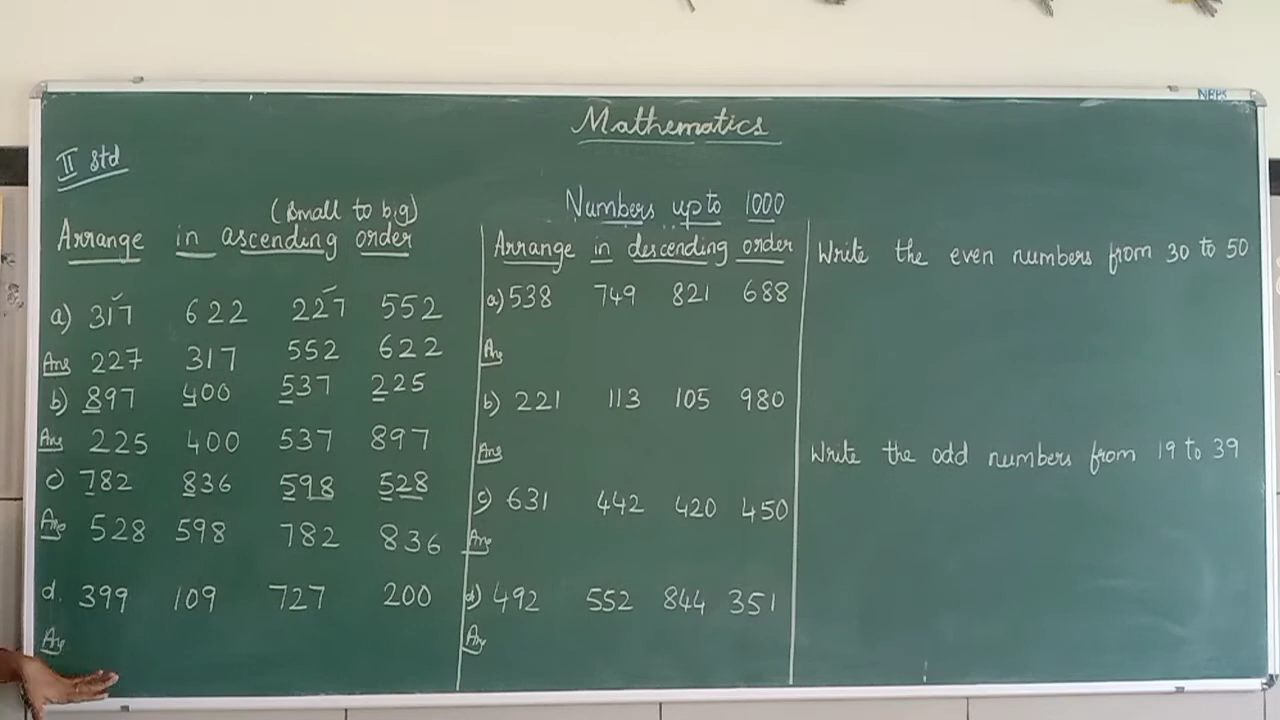 NRPS
Mathematics
II Std
Numbers upto 1000
(Small to big)
Arrange in ascending order
a) 317 622 227 552
Ans 227 317 552 622
b) 897 400 537 225
Ans 225 400 537 897
c) 782 836 598 528
Ans 528 598 782 836
d. 399 109 727 200
Ans
Arrange in descending order
a) 538 749 821 688
Ans
b) 221 113 105 980
Ans
c) 631 442 420 450
Ans
d) 492 552 844 351
Ans
Write the even numbers from 30 to 50
Write the odd numbers from 19 to 39